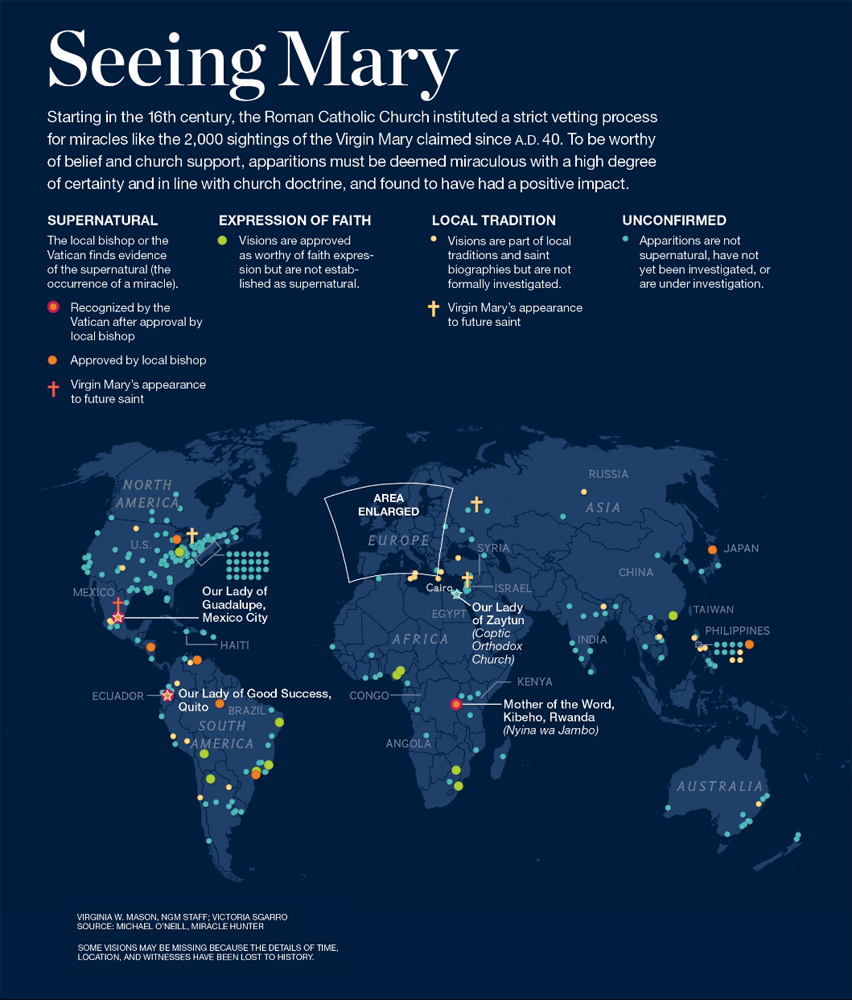 Seeing Mary
Starting in the 16th century, the Roman Catholic Church instituted a strict vetting process
for miracles like the 2,000 sightings of the Virgin Mary claimed since A.D. 40. To be worthy
of belief and church support, apparitions must be deemed miraculous with a high degree
of certainty and in line with church doctrine, and found to have had a positive impact.
SUPERNATURAL
The local bishop or the
Vatican finds evidence
of the supernatural (the
occurrence of a miracle).
Recognized by the
Vatican after approval by
local bishop
Approved by local bishop
Virgin Mary's appearance
to future saint
EXPRESSION OF FAITH
Visions are approved
as worthy of faith expres-
sion but are not estab-
lished as supernatural.
LOCAL TRADITION
Visions are part of local
traditions and saint
biographies but are not
formally investigated.
Virgin Mary's appearance
to future saint
UNCONFIRMED
Apparitions are not
supernatural, have not
yet been investigated, or
are under investigation.
NORTH
AMERICA
U.S.
MEXICO
Our Lady of
Guadalupe,
Mexico City
HAITI
ECUADOR
Our Lady of Good Success,
Quito
BRAZIL
SOUTH
AMERICA
AREA
ENLARGED
EUROPE
SYRIA
Cairo
ISRAEL
EGYPT
Our Lady
of Zaytun
(Coptic
Orthodox
Church)
AFRICA
KENYA
CONGO
Mother of the Word,
Kibeho, Rwanda
(Nyina wa Jambo)
ANGOLA
RUSSIA
ASIA
JAPAN
CHINA
TAIWAN
PHILIPPINES
INDIA
AUSTRALIA
VIRGINIA W. MASON, NGM STAFF; VICTORIA SGARRO
SOURCE: MICHAEL O'NEILL, MIRACLE HUNTER
SOME VISIONS MAY BE MISSING BECAUSE THE DETAILS OF TIME,
LOCATION, AND WITNESSES HAVE BEEN LOST TO HISTORY.